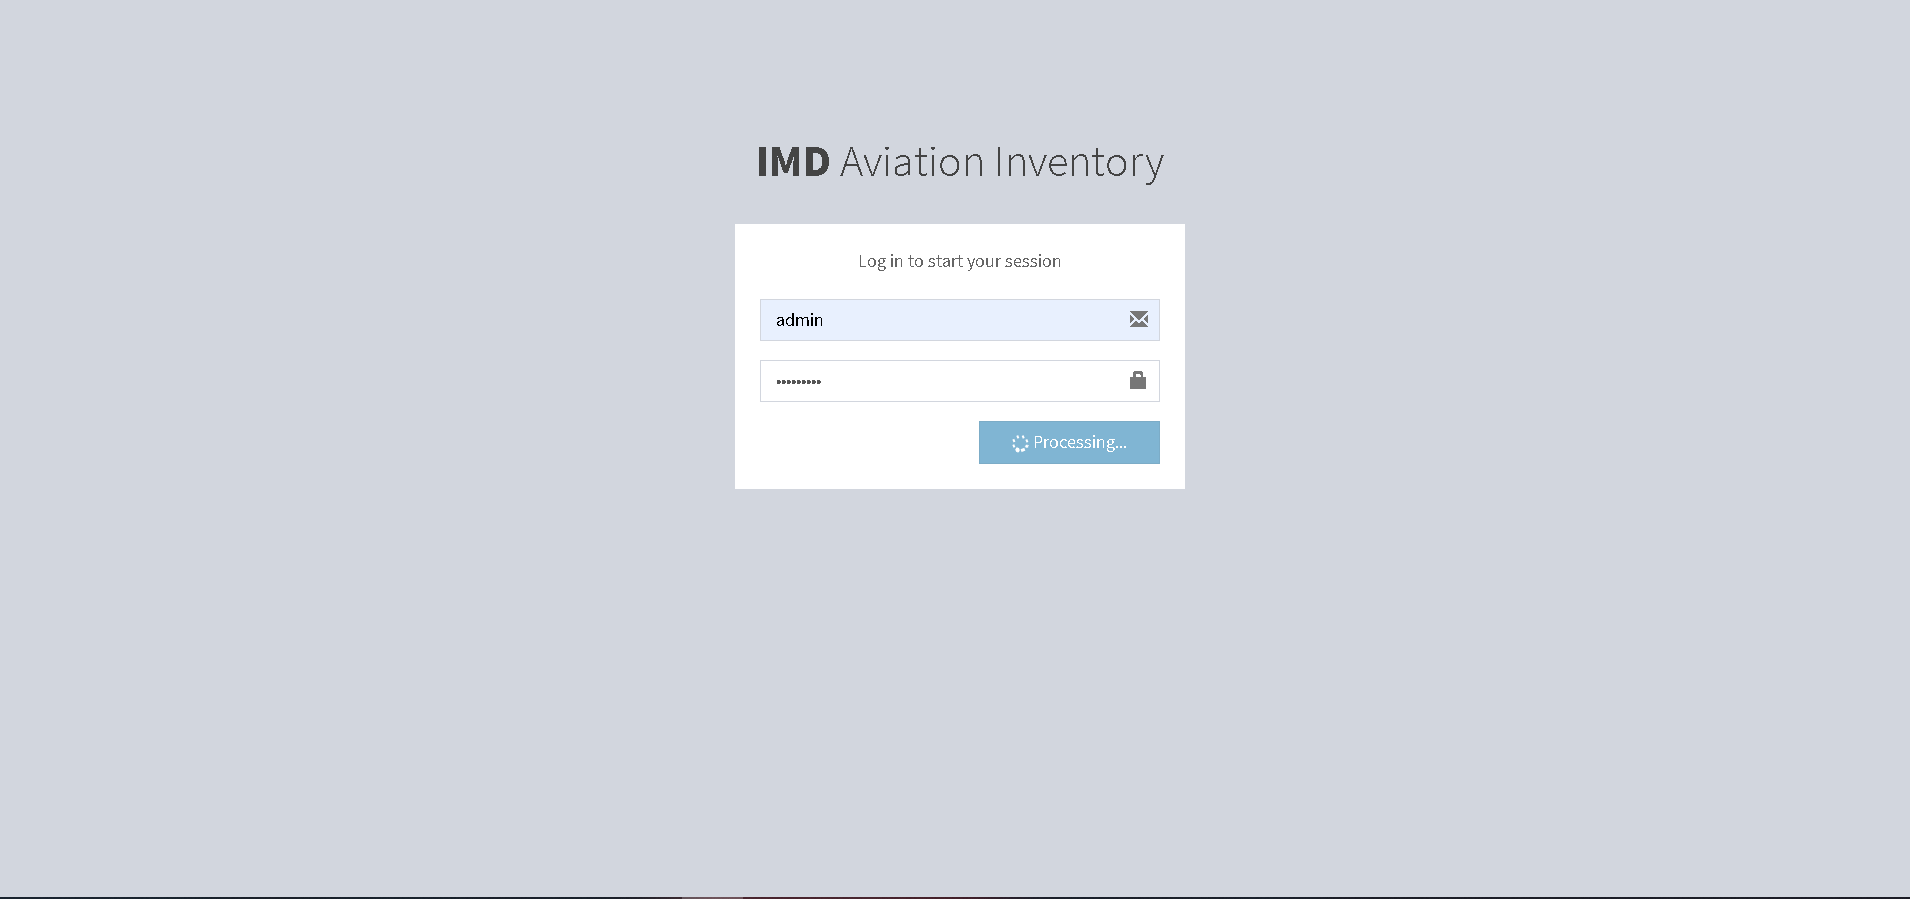 IMD Aviation Inventory
Log in to start your session
admin
•••••••••
Processing...